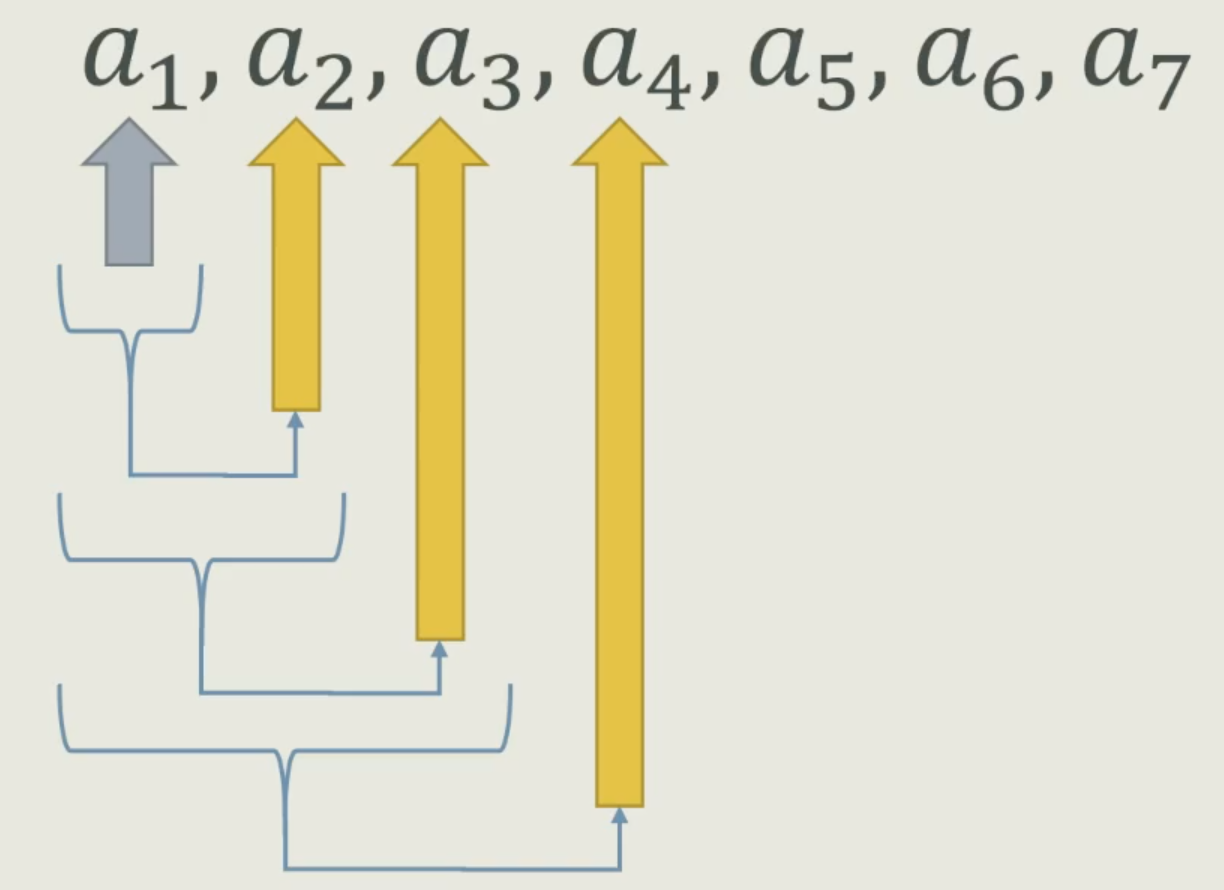 a₁, a₂, a₃, a₄, a₅, a₆, a₇